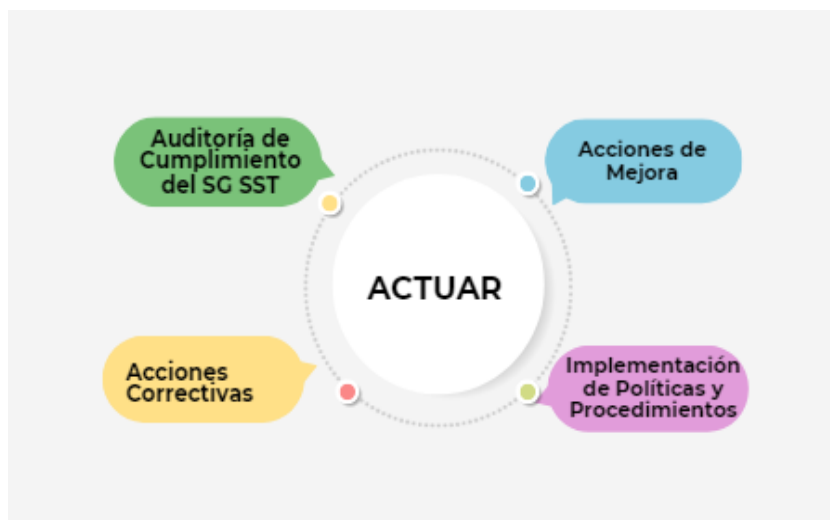 Auditoría de
Cumplimiento
del SG SST
Acciones de
Mejora
ACTUAR
Acciones
Correctivas
Implementación
de Políticas y
Procedimientos